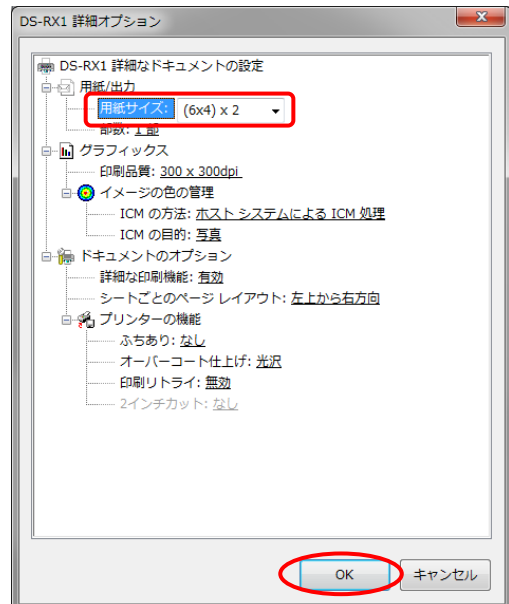 DS-RX1 詳細オプション
DS-RX1 詳細なドキュメントの設定
用紙/出力
用紙サイズ: (6x4) x 2
部数: 1 部
グラフィックス
印刷品質: 300 x 300dpi
イメージの色の管理
ICM の方法: ホスト システムによる ICM 処理
ICM の目的: 写真
ドキュメントのオプション
詳細な印刷機能: 有効
シートごとのページ レイアウト: 左上から右方向
プリンターの機能
ふちあり: なし
オーバーコート仕上げ: 光沢
印刷リトライ: 無効
2インチカット: なし
OK キャンセル